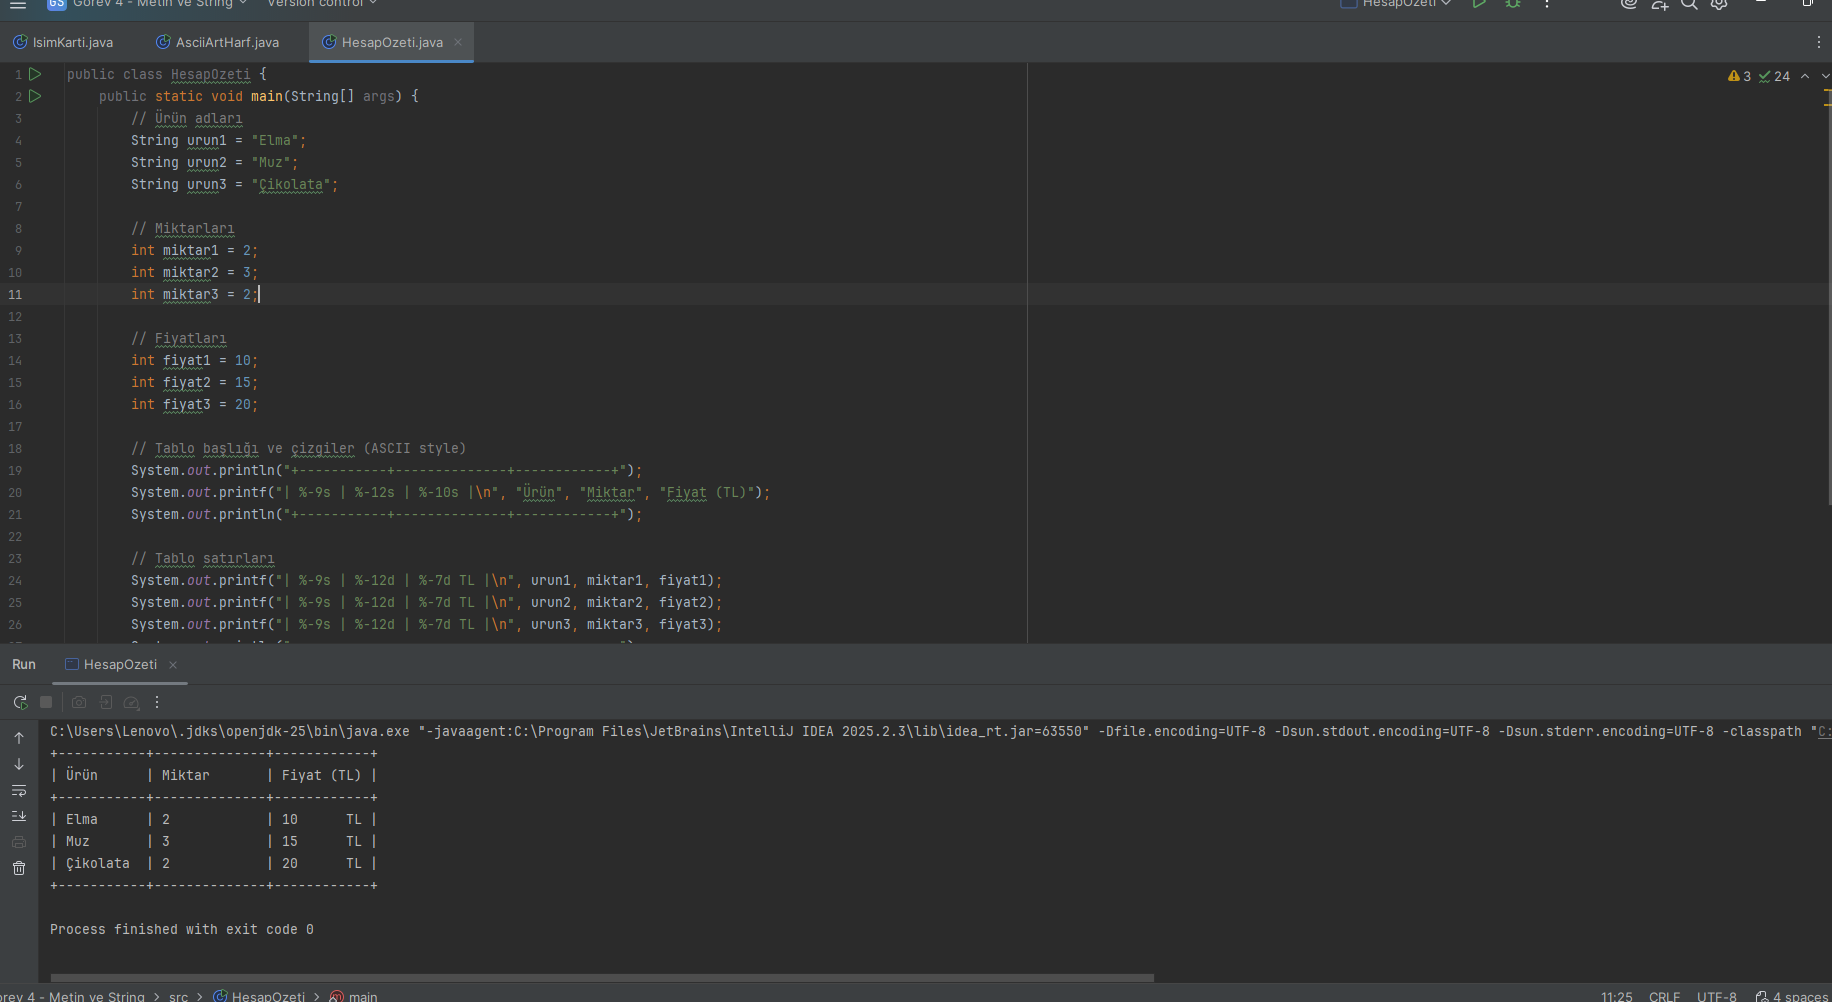 Gorev 4 - Metin ve String Version control HesapOzeti
IsimKarti.java AsciiArtHarf.java HesapOzeti.java
3 24
1 public class HesapOzeti {
2 public static void main(String[] args) {
3 // Ürün adları
4 String urun1 = "Elma";
5 String urun2 = "Muz";
6 String urun3 = "Çikolata";
7
8 // Miktarları
9 int miktar1 = 2;
10 int miktar2 = 3;
11 int miktar3 = 2;
12
13 // Fiyatları
14 int fiyat1 = 10;
15 int fiyat2 = 15;
16 int fiyat3 = 20;
17
18 // Tablo başlığı ve çizgiler (ASCII style)
19 System.out.println("+-----------+--------------+------------+");
20 System.out.printf("| %-9s | %-12s | %-10s |\n", "Ürün", "Miktar", "Fiyat (TL)");
21 System.out.println("+-----------+--------------+------------+");
22
23 // Tablo satırları
24 System.out.printf("| %-9s | %-12d | %-7d TL |\n", urun1, miktar1, fiyat1);
25 System.out.printf("| %-9s | %-12d | %-7d TL |\n", urun2, miktar2, fiyat2);
26 System.out.printf("| %-9s | %-12d | %-7d TL |\n", urun3, miktar3, fiyat3);
Run HesapOzeti
C:\Users\Lenovo\.jdks\openjdk-25\bin\java.exe "-javaagent:C:\Program Files\JetBrains\IntelliJ IDEA 2025.2.3\lib\idea_rt.jar=63550" -Dfile.encoding=UTF-8 -Dsun.stdout.encoding=UTF-8 -Dsun.stderr.encoding=UTF-8 -classpath "C:
+-----------+--------------+------------+
| Ürün      | Miktar       | Fiyat (TL) |
+-----------+--------------+------------+
| Elma      | 2            | 10      TL |
| Muz       | 3            | 15      TL |
| Çikolata  | 2            | 20      TL |
+-----------+--------------+------------+
Process finished with exit code 0
orev 4 - Metin ve String > src > HesapOzeti > main 11:25 CRLF UTF-8 4 spaces